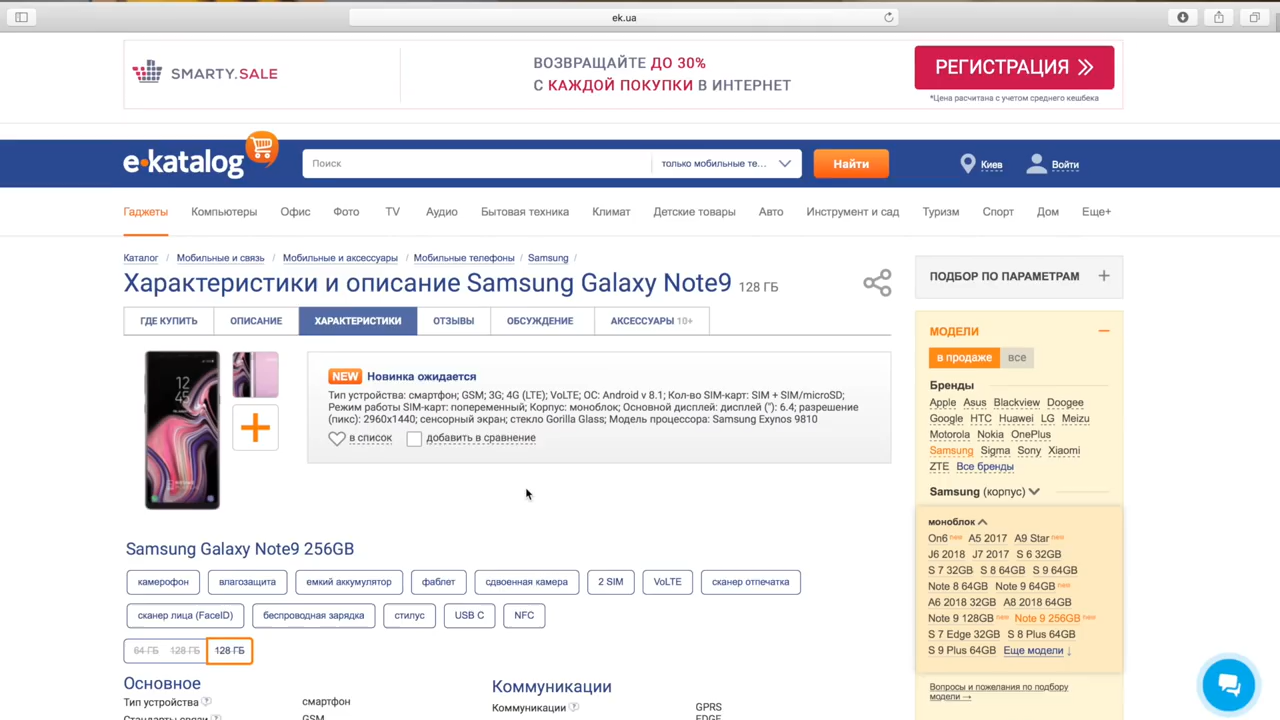 ek.ua
SMARTY.SALE
ВОЗВРАЩАЙТЕ ДО 30%
С КАЖДОЙ ПОКУПКИ В ИНТЕРНЕТ
РЕГИСТРАЦИЯ
*Цена расчитана с учетом среднего кешбека
e-katalog
Поиск
только мобильные те...
Найти
Киев
Войти
Гаджеты Компьютеры Офис Фото TV Аудио Бытовая техника Климат Детские товары Авто Инструмент и сад Туризм Спорт Дом Еще+
Каталог / Мобильные и связь / Мобильные и аксессуары / Мобильные телефоны / Samsung /
Характеристики и описание Samsung Galaxy Note9 128 ГБ
ГДЕ КУПИТЬ ОПИСАНИЕ ХАРАКТЕРИСТИКИ ОТЗЫВЫ ОБСУЖДЕНИЕ АКСЕССУАРЫ 10+
NEW Новинка ожидается
Тип устройства: смартфон; GSM; 3G; 4G (LTE); VoLTE; ОС: Android v 8.1; Кол-во SIM-карт: SIM + SIM/microSD;
Режим работы SIM-карт: попеременный; Корпус: моноблок; Основной дисплей: дисплей ("): 6.4; разрешение
(пикс): 2960x1440; сенсорный экран; стекло Gorilla Glass; Модель процессора: Samsung Exynos 9810
в список добавить в сравнение
12
45
Samsung Galaxy Note9 256GB
камерофон влагозащита емкий аккумулятор фаблет сдвоенная камера 2 SIM VoLTE сканер отпечатка
сканер лица (FaceID) беспроводная зарядка стилус USB C NFC
64 ГБ 128 ГБ 128 ГБ
Основное
Тип устройства ? смартфон
Стандарты связи ? GSM
Коммуникации
Коммуникации ? GPRS
EDGE
ПОДБОР ПО ПАРАМЕТРАМ +
МОДЕЛИ
в продаже все
Бренды
Apple Asus Blackview Doogee
Google HTC Huawei LG Meizu
Motorola Nokia OnePlus
Samsung Sigma Sony Xiaomi
ZTE Все бренды
Samsung (корпус)
моноблок
On6 new A5 2017 A9 Star new
J6 2018 J7 2017 S 6 32GB
S 7 32GB S 8 64GB S 9 64GB
Note 8 64GB Note 9 64GB new
A6 2018 32GB A8 2018 64GB
Note 9 128GB new Note 9 256GB new
S 7 Edge 32GB S 8 Plus 64GB
S 9 Plus 64GB Еще модели ↓
Вопросы и пожелания по подбору
модели →